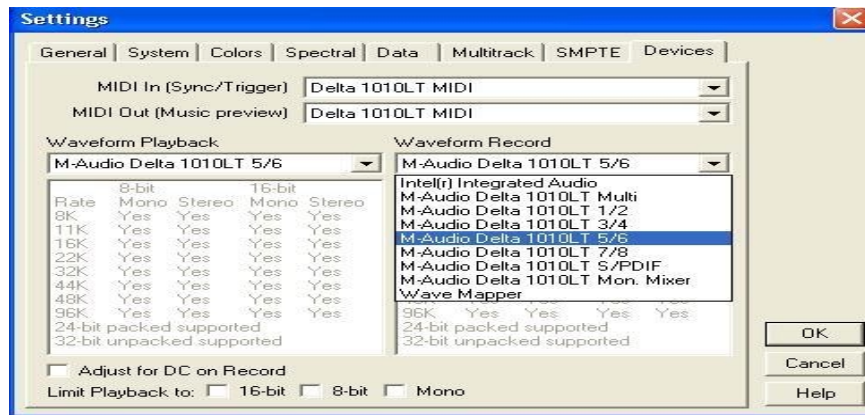 Settings
General System Colors Spectral Data Multitrack SMPTE Devices
MIDI In (Sync/Trigger) Delta 1010LT MIDI
MIDI Out (Music preview) Delta 1010LT MIDI
Waveform Playback
M-Audio Delta 1010LT 5/6
8-bit 16-bit
Rate Mono Stereo Mono Stereo
8K Yes Yes Yes Yes
11K Yes Yes Yes Yes
16K Yes Yes Yes Yes
22K Yes Yes Yes Yes
32K Yes Yes Yes Yes
44K Yes Yes Yes Yes
48K Yes Yes Yes Yes
96K Yes Yes Yes Yes
24-bit packed supported
32-bit unpacked supported
Waveform Record
M-Audio Delta 1010LT 5/6
Intel(r) Integrated Audio
M-Audio Delta 1010LT Multi
M-Audio Delta 1010LT 1/2
M-Audio Delta 1010LT 3/4
M-Audio Delta 1010LT 5/6
M-Audio Delta 1010LT 7/8
M-Audio Delta 1010LT S/PDIF
M-Audio Delta 1010LT Mon. Mixer
Wave Mapper
96K Yes Yes Yes Yes
24-bit packed supported
32-bit unpacked supported
Adjust for DC on Record
Limit Playback to: 16-bit 8-bit Mono
OK
Cancel
Help